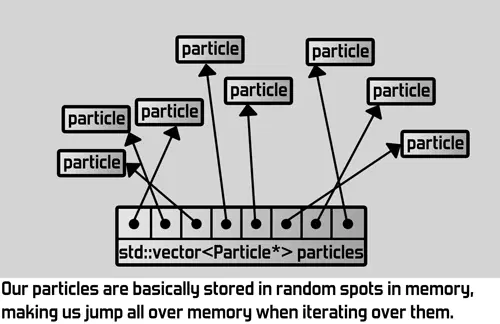 particle
particle
particle
particle
particle
particle
particle
particle
std::vector<Particle*> particles
Our particles are basically stored in random spots in memory,
making us jump all over memory when iterating over them.